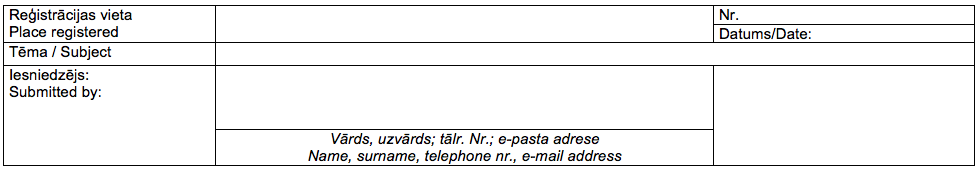 Reģistrācijas vieta
Place registered
Nr.
Datums/Date:
Tēma / Subject
Iesniedzējs:
Submitted by:
Vārds, uzvārds; tālr. Nr.; e-pasta adrese
Name, surname, telephone nr., e-mail address